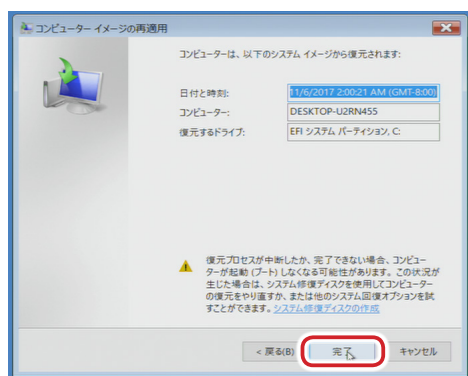 コンピューター イメージの再適用
コンピューターは、以下のシステム イメージから復元されます:
日付と時刻: 11/6/2017 2:00:21 AM (GMT-8:00)
コンピューター: DESKTOP-U2RN455
復元するドライブ: EFI システム パーティション, C:
復元プロセスが中断したか、完了できない場合、コンピュー
ターが起動 (ブート) しなくなる可能性があります。この状況が
生じた場合は、システム修復ディスクを使用してコンピューター
の復元をやり直すか、または他のシステム回復オプションを試
すことができます。システム修復ディスクの作成
< 戻る(B) 完了 キャンセル